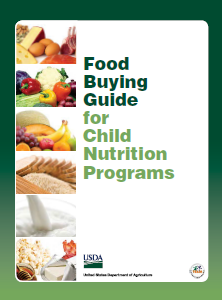 Food
Buying
Guide
for
Child
Nutrition
Programs
USDA
United States Department of Agriculture